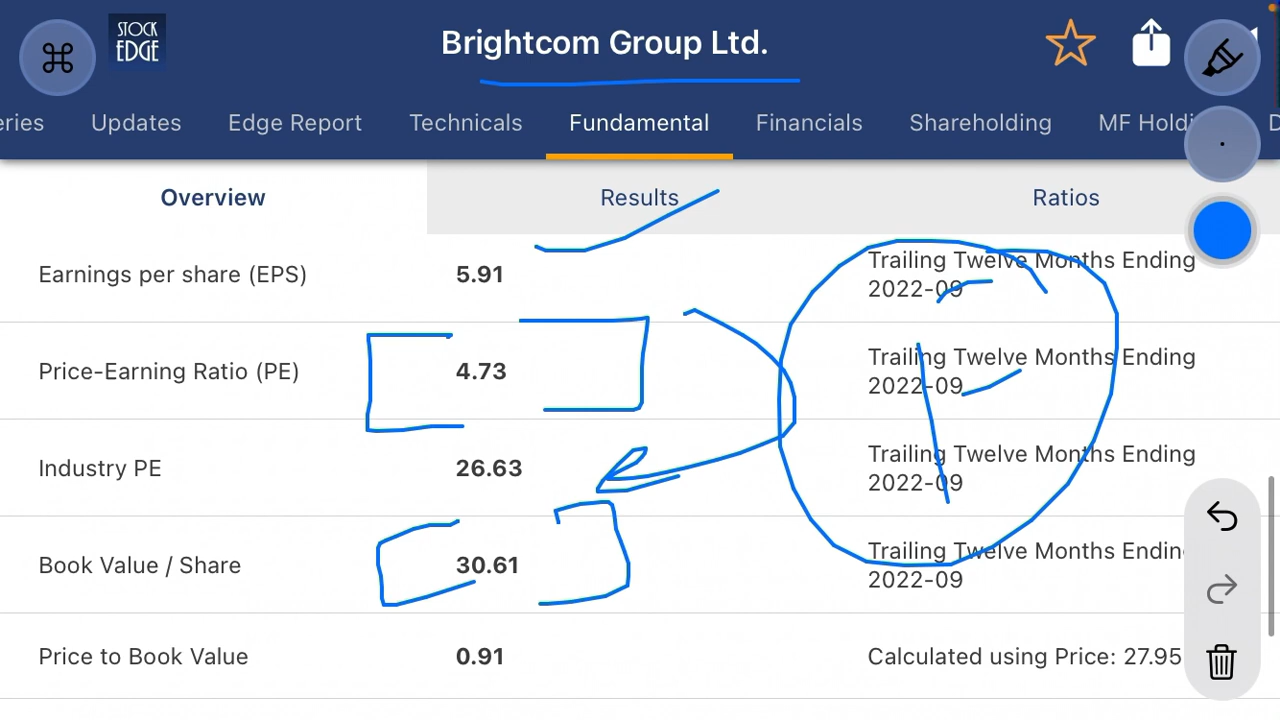 STOCK
EDGE
Brightcom Group Ltd.
eries Updates Edge Report Technicals Fundamental Financials Shareholding MF Holdi D
Overview Results Ratios
Earnings per share (EPS) 5.91 Trailing Twelve Months Ending
2022-09
Price-Earning Ratio (PE) 4.73 Trailing Twelve Months Ending
2022-09
Industry PE 26.63 Trailing Twelve Months Ending
2022-09
Book Value / Share 30.61 Trailing Twelve Months Endin
2022-09
Price to Book Value 0.91 Calculated using Price: 27.95